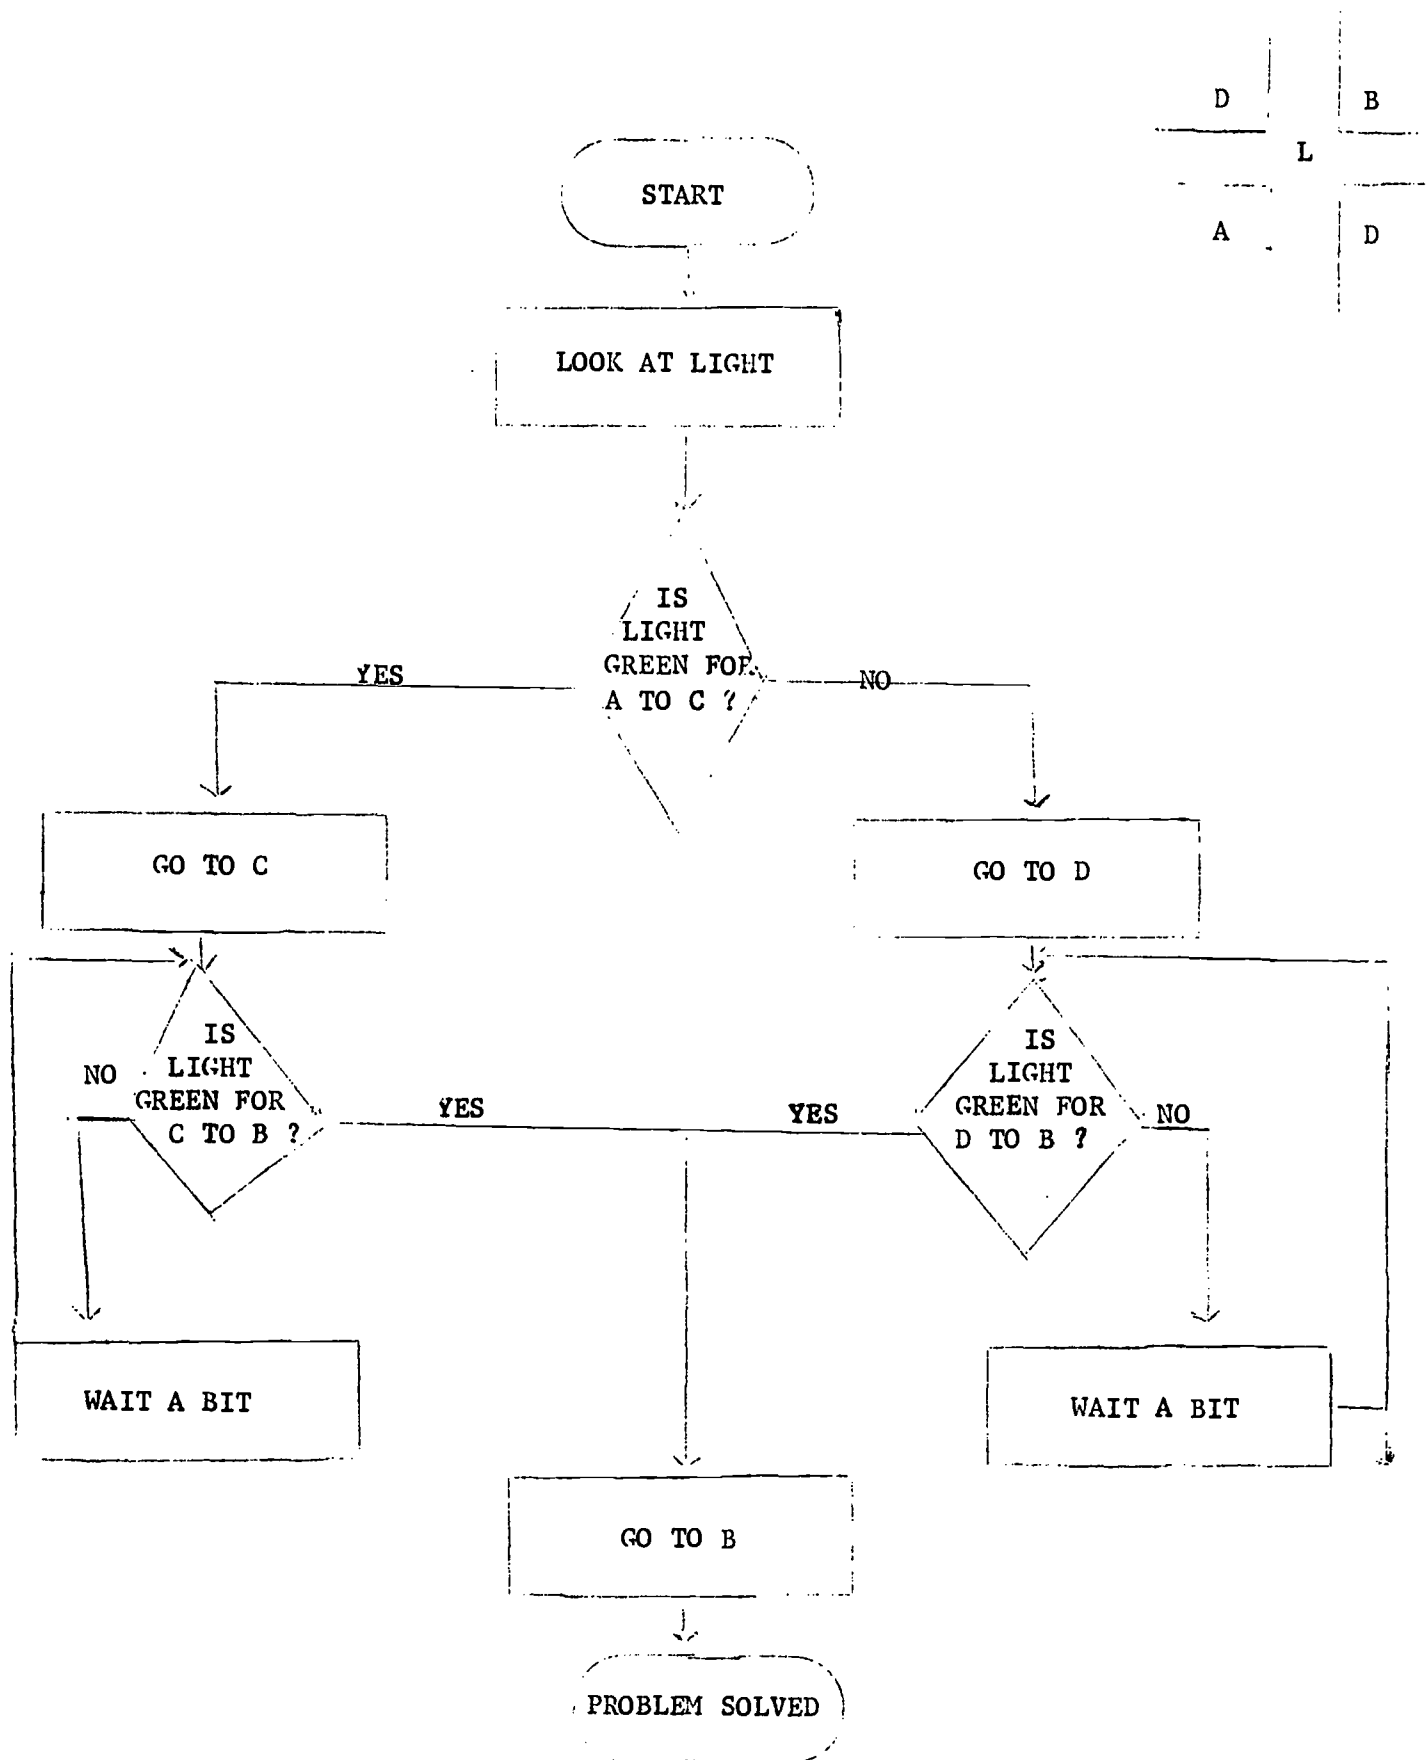 D B
L
A D
START
LOOK AT LIGHT
IS
LIGHT
GREEN FOR
A TO C ?
YES
NO
GO TO C
GO TO D
IS
LIGHT
GREEN FOR
C TO B ?
NO
YES
IS
LIGHT
GREEN FOR
D TO B ?
YES
NO
WAIT A BIT
WAIT A BIT
GO TO B
PROBLEM SOLVED